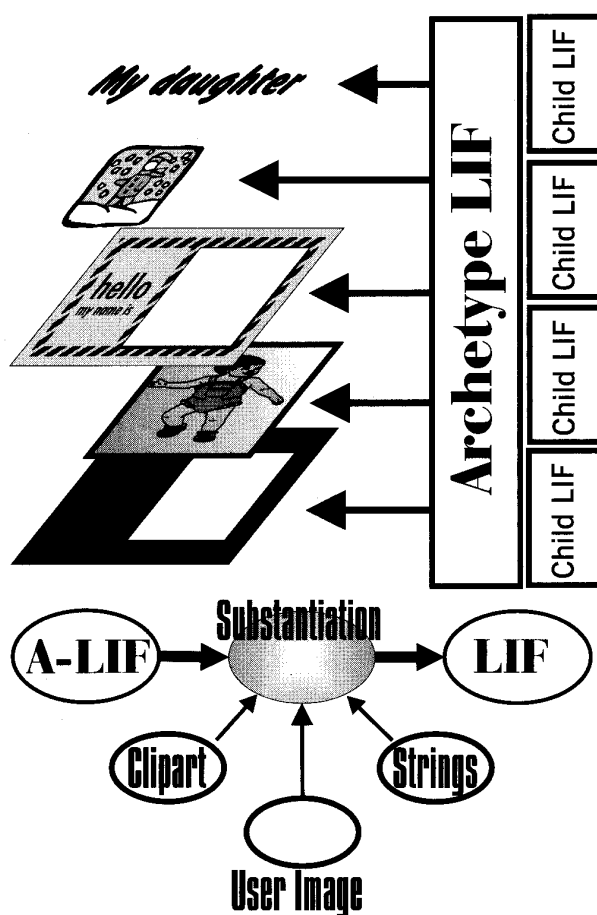 My daughter
hello
my name is
Archetype LIF
Child LIF
Child LIF
Child LIF
Child LIF
Substantiation
A-LIF
LIF
Clipart
Strings
User Image